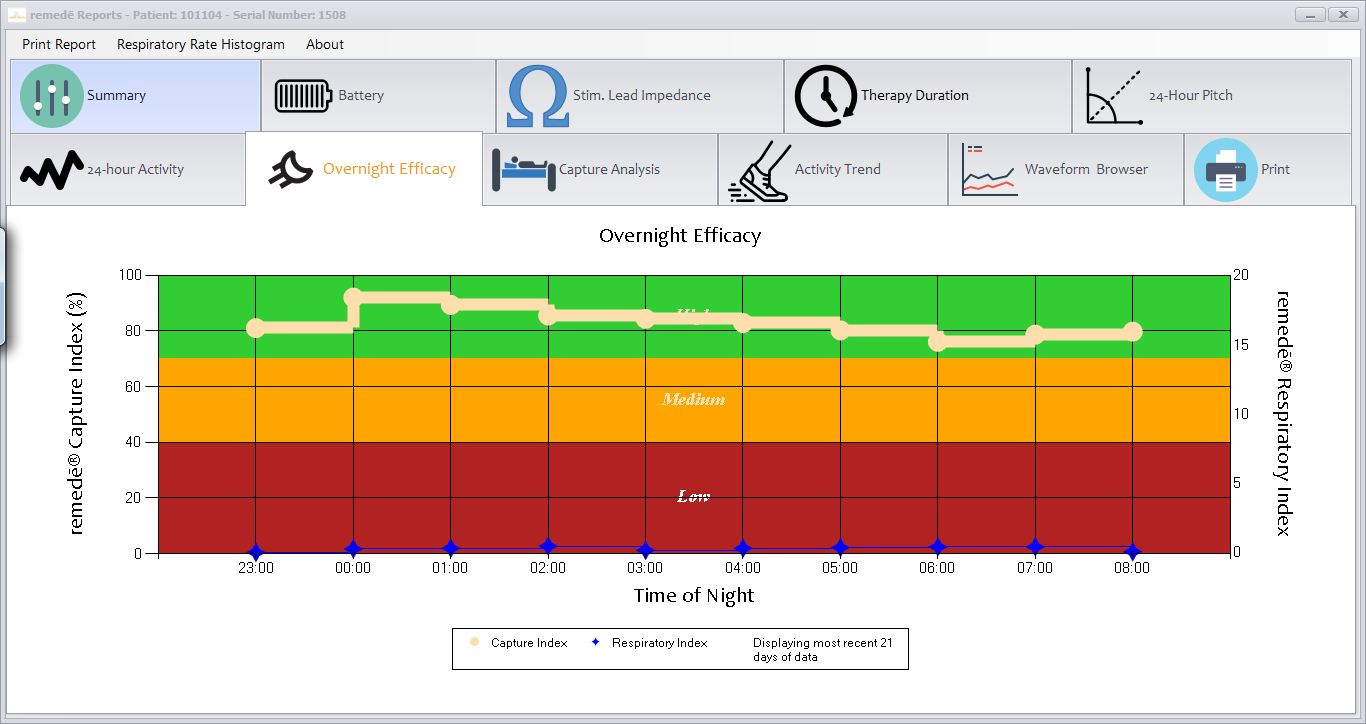 remedē Reports - Patient: 101104 - Serial Number: 1508
Print Report Respiratory Rate Histogram About
Summary Battery Stim. Lead Impedance Therapy Duration 24-Hour Pitch
24-hour Activity Overnight Efficacy Capture Analysis Activity Trend Waveform Browser Print
Overnight Efficacy
remedē® Capture Index (%)
100
80
60
40
20
0
High
Medium
Low
20
15
10
5
0
remedē® Respiratory Index
23:00 00:00 01:00 02:00 03:00 04:00 05:00 06:00 07:00 08:00
Time of Night
Capture Index Respiratory Index Displaying most recent 21
days of data